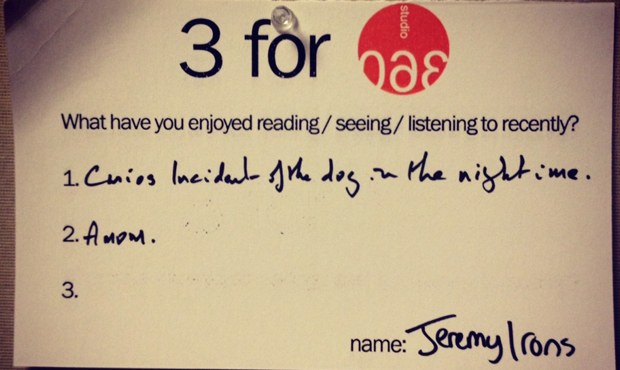 3 for studio 360
What have you enjoyed reading / seeing / listening to recently?
1. Curios Incident of the dog in the nightime.
2. Amour.
3.
name: Jeremy Irons